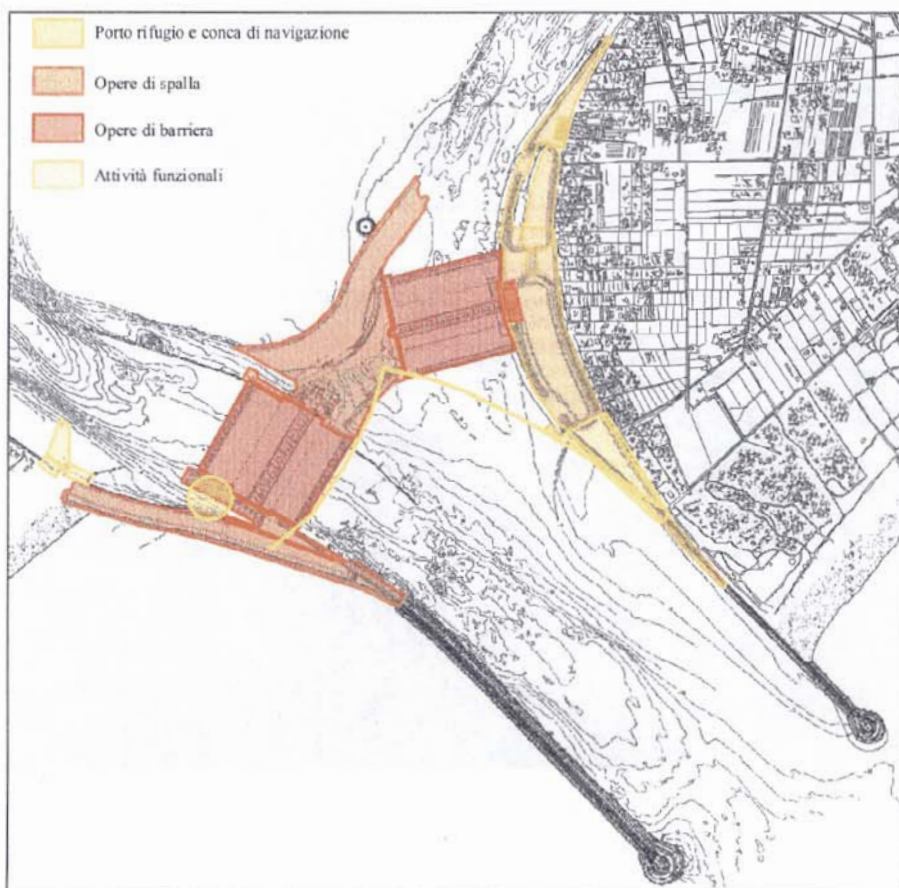 Porto rifugio e conca di navigazione
Opere di spalla
Opere di barriera
Attività funzionali